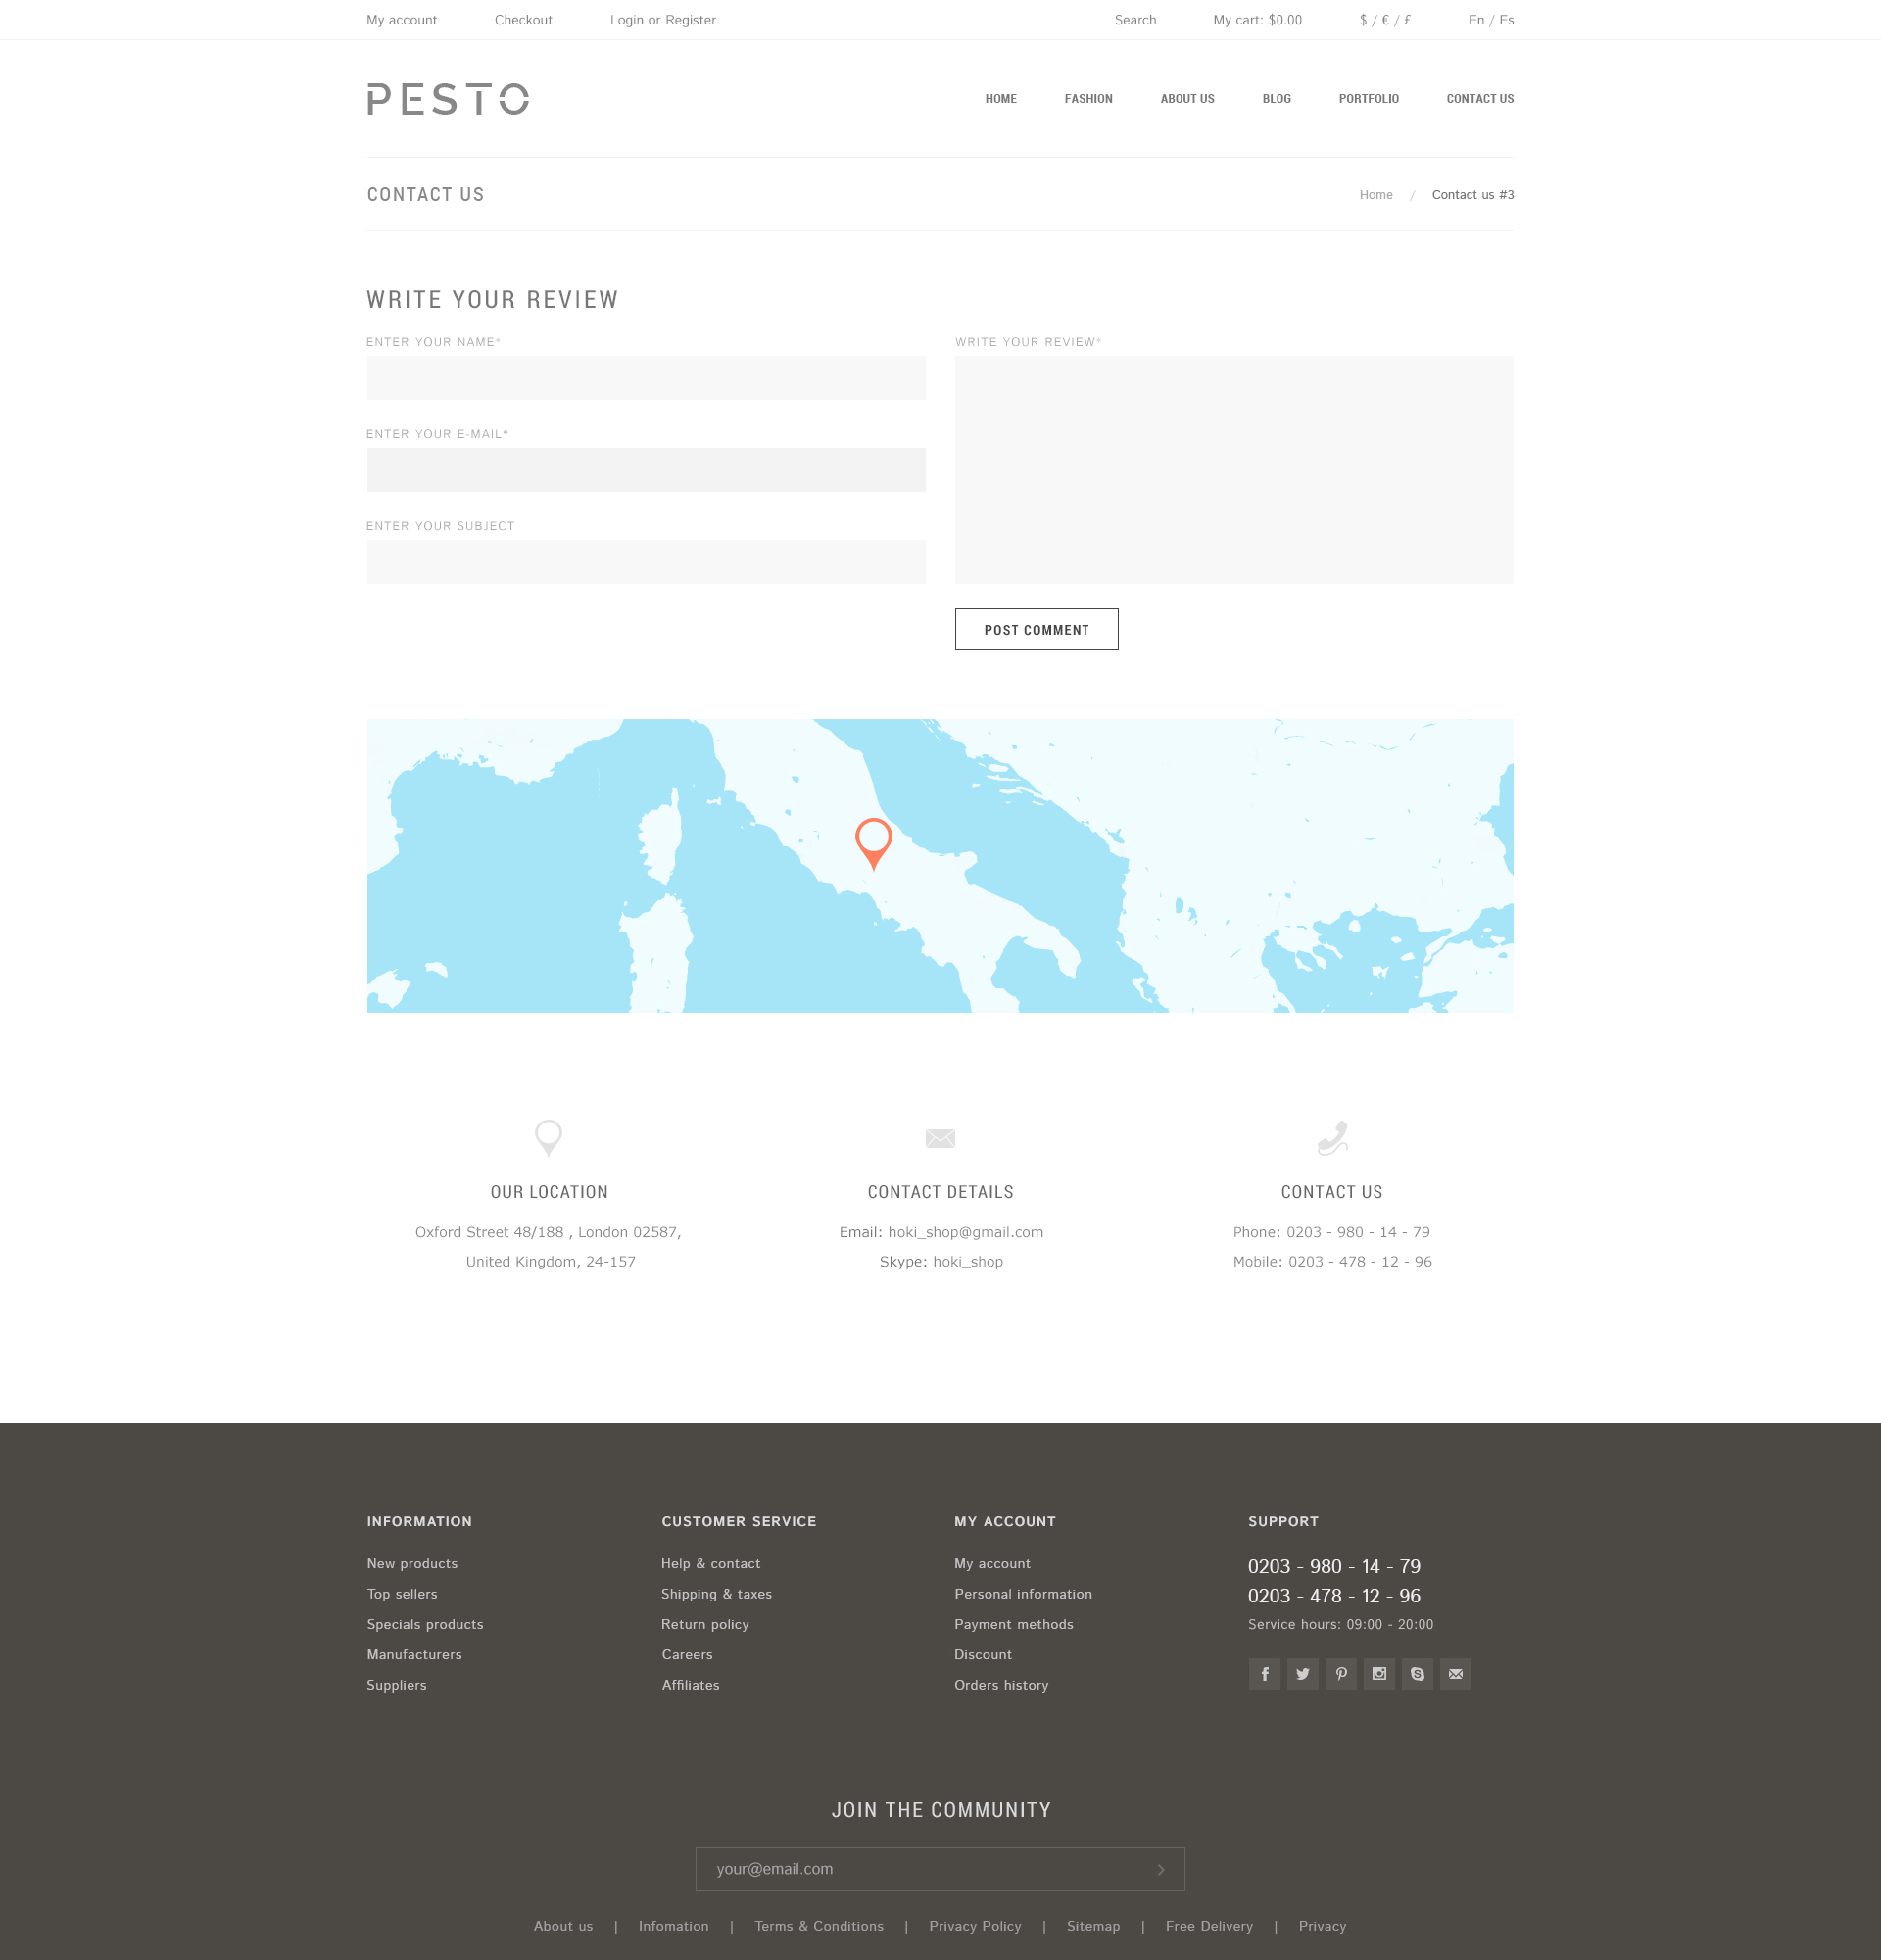 My account Checkout Login or Register Search My cart: $0.00 $ / € / £ En / Es
PESTO
HOME FASHION ABOUT US BLOG PORTFOLIO CONTACT US
CONTACT US
Home / Contact us #3
WRITE YOUR REVIEW
ENTER YOUR NAME*
ENTER YOUR E-MAIL*
ENTER YOUR SUBJECT
WRITE YOUR REVIEW*
POST COMMENT
OUR LOCATION
Oxford Street 48/188 , London 02587,
United Kingdom, 24-157
CONTACT DETAILS
Email: hoki_shop@gmail.com
Skype: hoki_shop
CONTACT US
Phone: 0203 - 980 - 14 - 79
Mobile: 0203 - 478 - 12 - 96
INFORMATION
New products
Top sellers
Specials products
Manufacturers
Suppliers
CUSTOMER SERVICE
Help & contact
Shipping & taxes
Return policy
Careers
Affiliates
MY ACCOUNT
My account
Personal information
Payment methods
Discount
Orders history
SUPPORT
0203 - 980 - 14 - 79
0203 - 478 - 12 - 96
Service hours: 09:00 - 20:00
JOIN THE COMMUNITY
your@email.com
About us | Infomation | Terms & Conditions | Privacy Policy | Sitemap | Free Delivery | Privacy